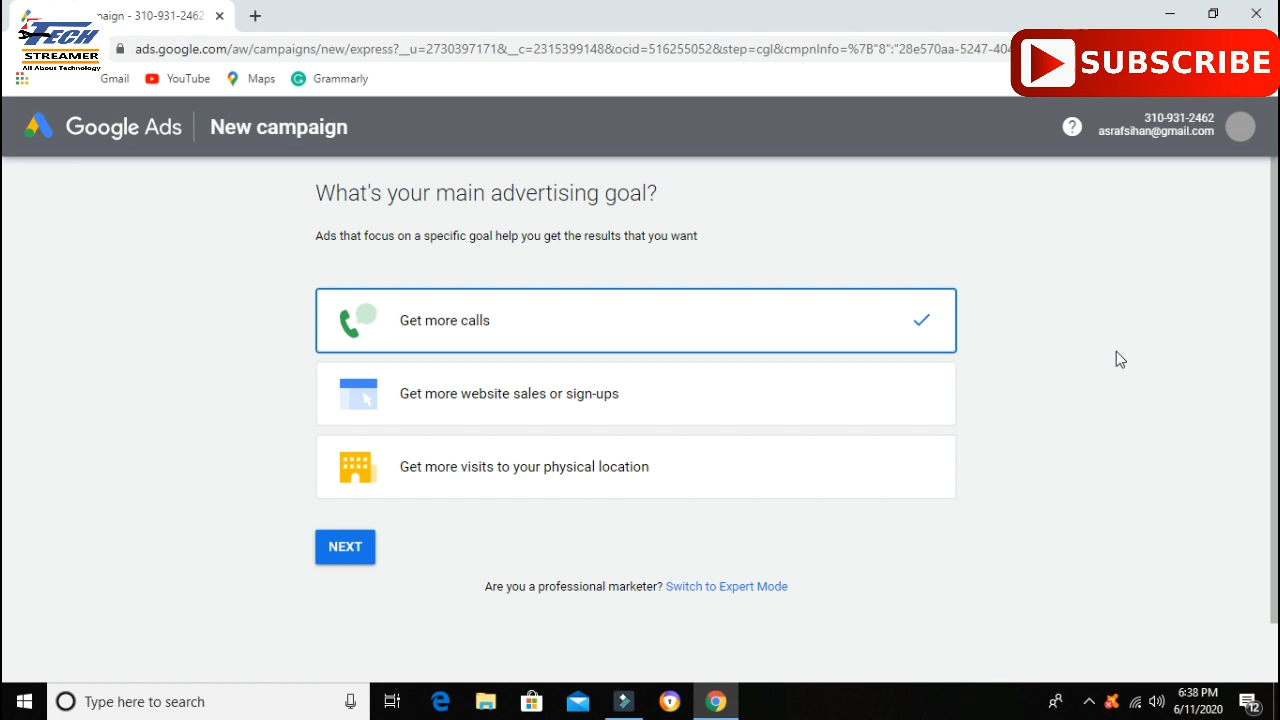 paign - 310-931-2462
TECH
STREAMER
All About Technology
ads.google.com/aw/campaigns/new/express?__u=2730397171&__c=2315399148&ocid=516255052&step=cgl&cmpnInfo=%7B"8":"28e570aa-5247-404
SUBSCRIBE
Gmail YouTube Maps Grammarly
Google Ads New campaign
310-931-2462
asrafsihan@gmail.com
What's your main advertising goal?
Ads that focus on a specific goal help you get the results that you want
Get more calls
Get more website sales or sign-ups
Get more visits to your physical location
NEXT
Are you a professional marketer? Switch to Expert Mode
Type here to search
6:38 PM
6/11/2020
12